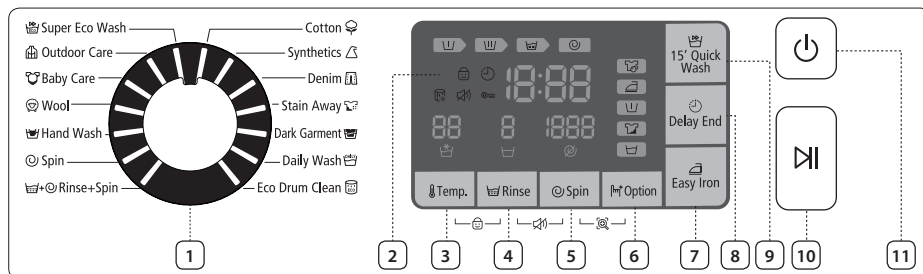 Super Eco Wash
Outdoor Care
Baby Care
Wool
Hand Wash
Spin
+ Rinse+Spin
Cotton
Synthetics
Denim
Stain Away
Dark Garment
Daily Wash
Eco Drum Clean
18:88
88 8 1888
Temp.
Rinse
Spin
Option
15' Quick
Wash
Delay End
Easy Iron
1
2
3
4
5
6
7
8
9
10
11